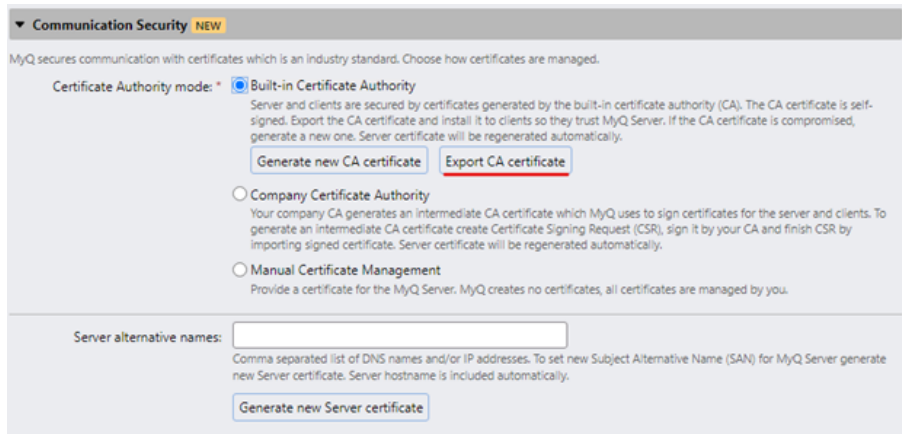 Communication Security NEW
MyQ secures communication with certificates which is an industry standard. Choose how certificates are managed.
Certificate Authority mode: * Built-in Certificate Authority
Server and clients are secured by certificates generated by the built-in certificate authority (CA). The CA certificate is self-
signed. Export the CA certificate and install it to clients so they trust MyQ Server. If the CA certificate is compromised,
generate a new one. Server certificate will be regenerated automatically.
Generate new CA certificate Export CA certificate
Company Certificate Authority
Your company CA generates an intermediate CA certificate which MyQ uses to sign certificates for the server and clients. To
generate an intermediate CA certificate create Certificate Signing Request (CSR), sign it by your CA and finish CSR by
importing signed certificate. Server certificate will be regenerated automatically.
Manual Certificate Management
Provide a certificate for the MyQ Server. MyQ creates no certificates, all certificates are managed by you.
Server alternative names:
Comma separated list of DNS names and/or IP addresses. To set new Subject Alternative Name (SAN) for MyQ Server generate
new Server certificate. Server hostname is included automatically.
Generate new Server certificate